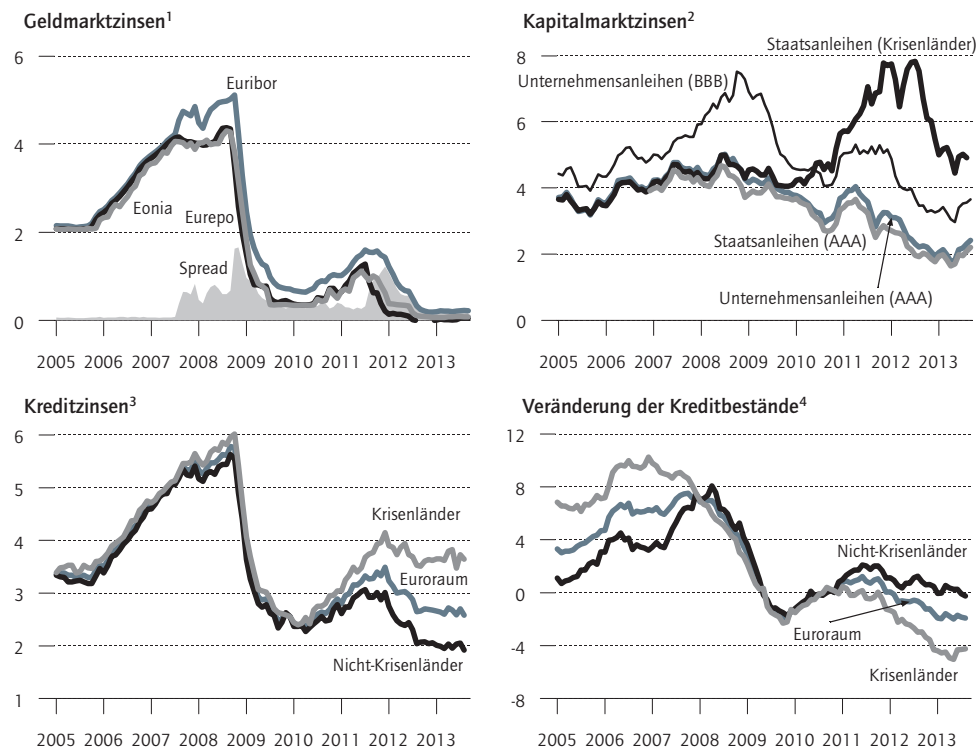 Geldmarktzinsen¹
6
4
2
0
Euribor
Eonia
Eurepo
Spread
2005 2006 2007 2008 2009 2010 2011 2012 2013
Kapitalmarktzinsen²
8
6
4
2
0
Staatsanleihen (Krisenländer)
Unternehmensanleihen (BBB)
Staatsanleihen (AAA)
Unternehmensanleihen (AAA)
2005 2006 2007 2008 2009 2010 2011 2012 2013
Kreditzinsen³
6
5
4
3
2
1
Krisenländer
Euroraum
Nicht-Krisenländer
2005 2006 2007 2008 2009 2010 2011 2012 2013
Veränderung der Kreditbestände⁴
12
8
4
0
-4
-8
Nicht-Krisenländer
Euroraum
Krisenländer
2005 2006 2007 2008 2009 2010 2011 2012 2013